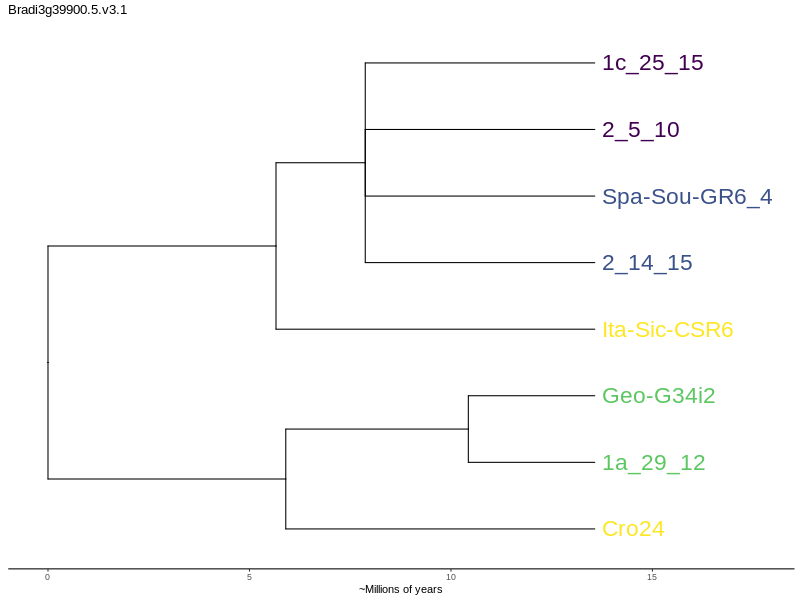 Bradi3g39900.5.v3.1
1c_25_15
2_5_10
Spa-Sou-GR6_4
2_14_15
Ita-Sic-CSR6
Geo-G34i2
1a_29_12
Cro24
0 5 10 15
~Millions of years